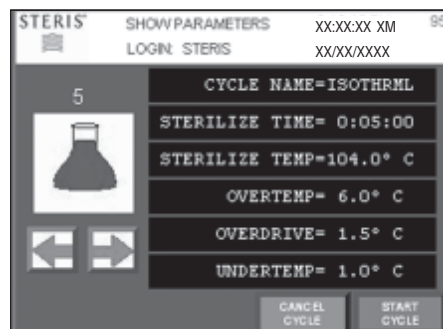 STERIS
SHOW PARAMETERS XX:XX:XX XM
LOGIN: STERIS XX/XX/XXXX
5
CYCLE NAME=ISOTHRML
STERILIZE TIME= 0:05:00
STERILIZE TEMP=104.0° C
OVERTEMP= 6.0° C
OVERDRIVE= 1.5° C
UNDERTEMP= 1.0° C
CANCEL
CYCLE
START
CYCLE